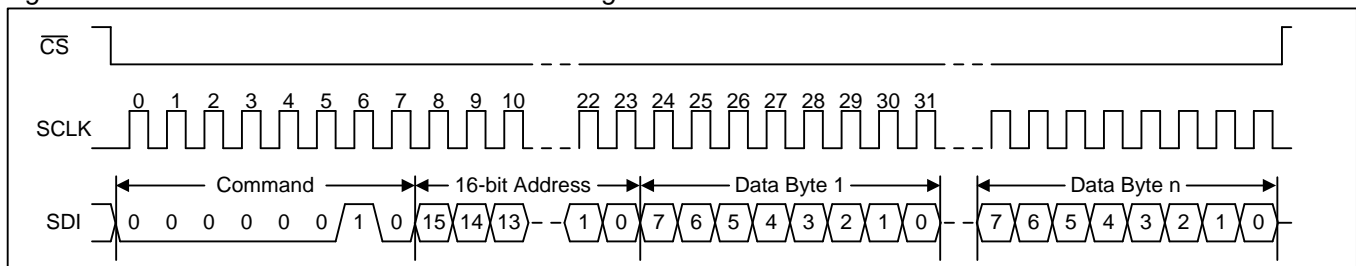 CS
0 1 2 3 4 5 6 7 8 9 10 22 23 24 25 26 27 28 29 30 31
SCLK
Command 16-bit Address Data Byte 1 Data Byte n
SDI 0 0 0 0 0 0 1 0 15 14 13 1 0 7 6 5 4 3 2 1 0 7 6 5 4 3 2 1 0